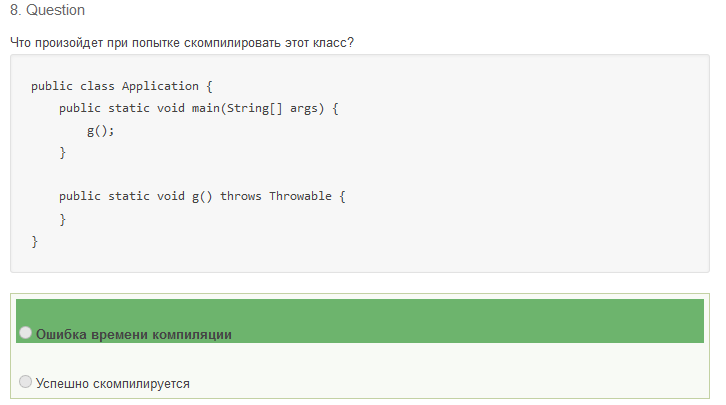 8. Question
Что произойдет при попытке скомпилировать этот класс?
public class Application {
    public static void main(String[] args) {
        g();
    }
    public static void g() throws Throwable {
    }
}
Ошибка времени компиляции
Успешно скомпилируется